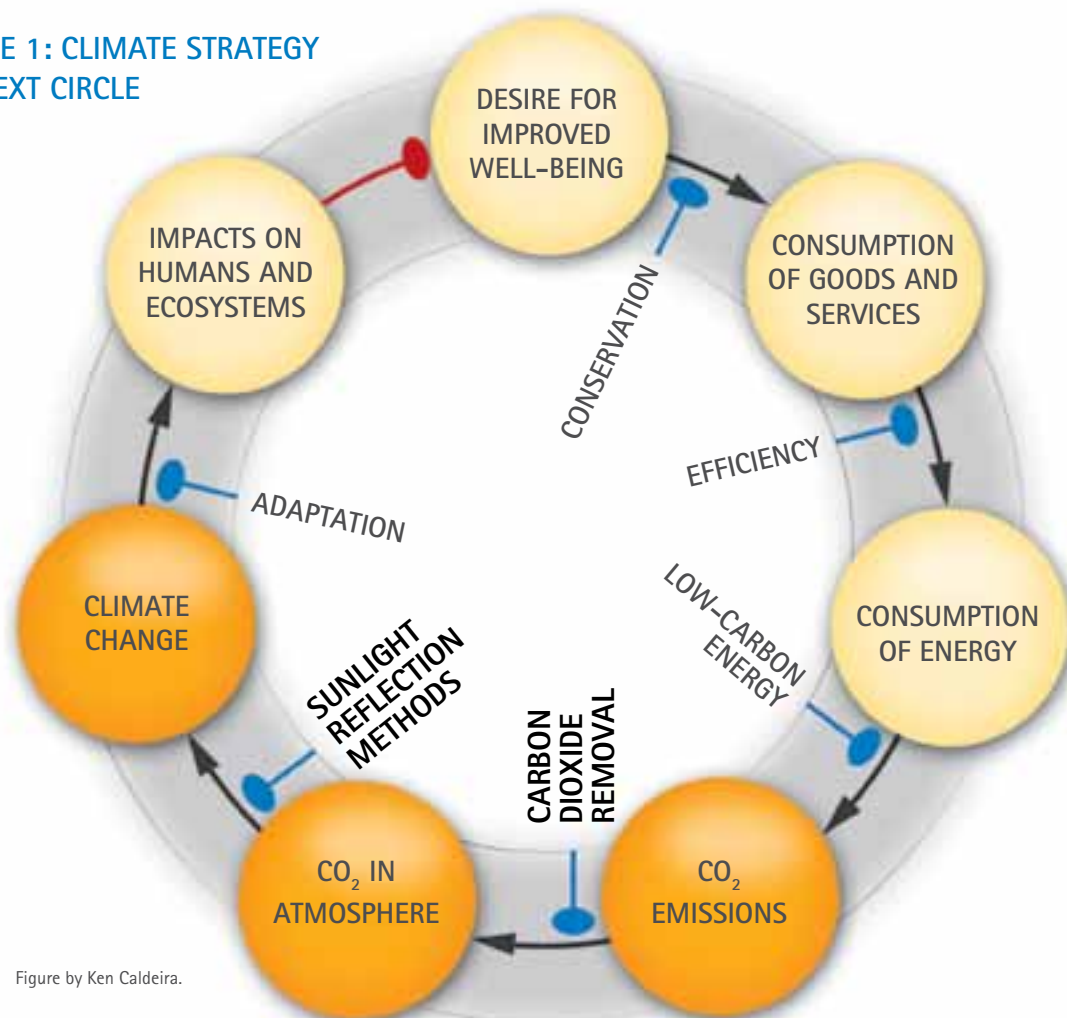 E 1: CLIMATE STRATEGY
EXT CIRCLE
DESIRE FOR
IMPROVED
WELL-BEING
CONSUMPTION
OF GOODS AND
SERVICES
CONSUMPTION
OF ENERGY
CO₂
EMISSIONS
CO₂ IN
ATMOSPHERE
CLIMATE
CHANGE
IMPACTS ON
HUMANS AND
ECOSYSTEMS
CONSERVATION
EFFICIENCY
LOW-CARBON
ENERGY
CARBON
DIOXIDE
REMOVAL
SUNLIGHT
REFLECTION
METHODS
ADAPTATION
Figure by Ken Caldeira.